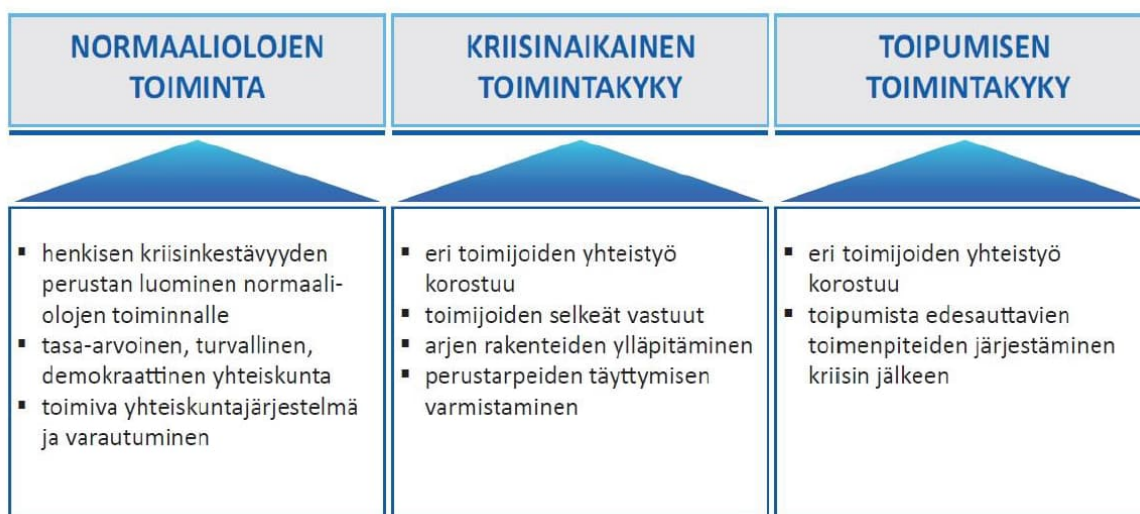 NORMAALIOLOJEN
TOIMINTA
▪ henkisen kriisinkestävyyden
perustan luominen normaali-
olojen toiminnalle
▪ tasa-arvoinen, turvallinen,
demokraattinen yhteiskunta
▪ toimiva yhteiskuntajärjestelmä
ja varautuminen
KRIISINAIKAINEN
TOIMINTAKYKY
▪ eri toimijoiden yhteistyö
korostuu
▪ toimijoiden selkeät vastuut
▪ arjen rakenteiden ylläpitäminen
▪ perustarpeiden täyttymisen
varmistaminen
TOIPUMISEN
TOIMINTAKYKY
▪ eri toimijoiden yhteistyö
korostuu
▪ toipumista edesauttavien
toimenpiteiden järjestäminen
kriisin jälkeen